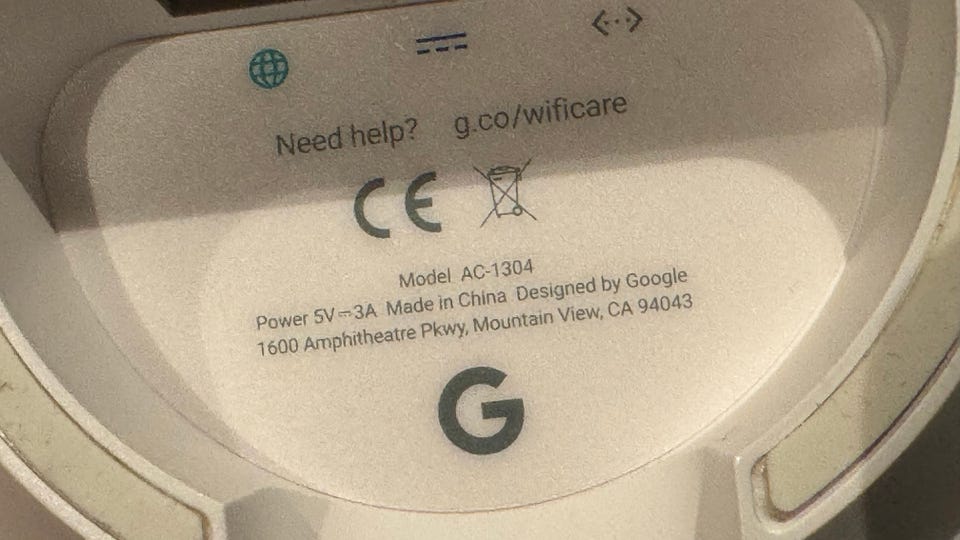 Need help? g.co/wificare
CE
Model AC-1304
Power 5V⎓3A Made in China Designed by Google
1600 Amphitheatre Pkwy, Mountain View, CA 94043
G